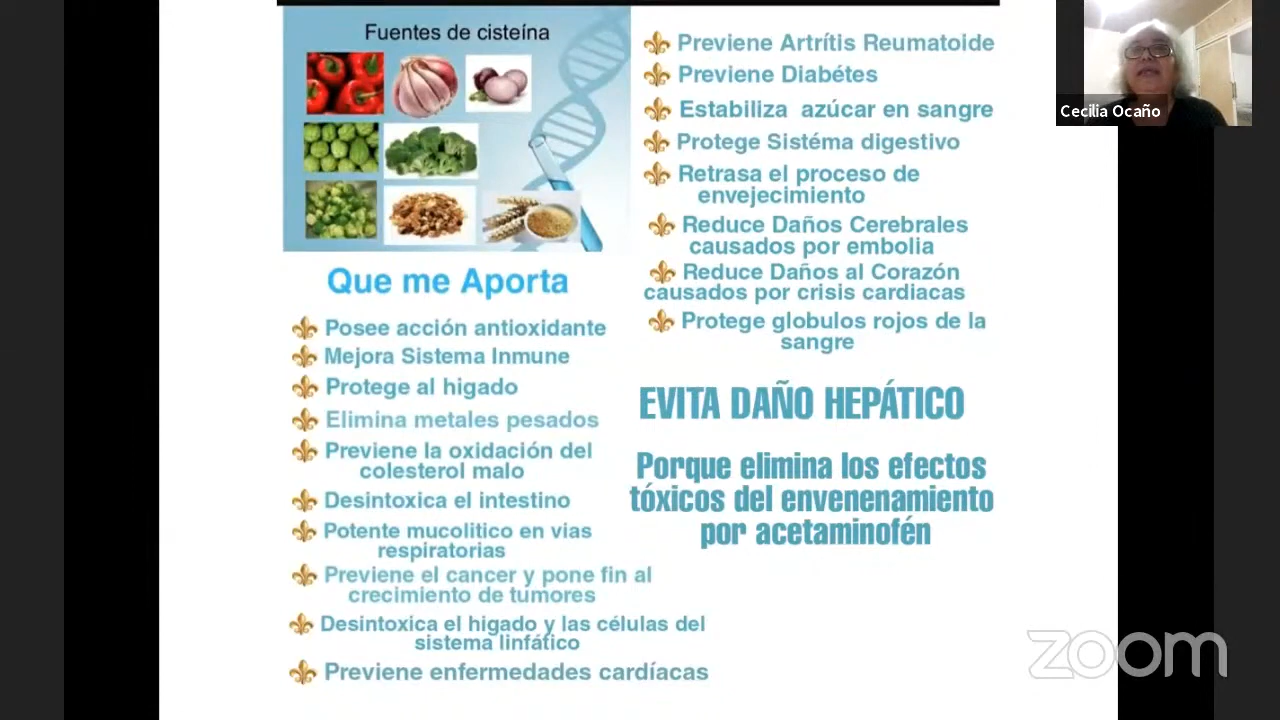 Fuentes de cisteína
Que me Aporta
Posee acción antioxidante
Mejora Sistema Inmune
Protege al higado
Elimina metales pesados
Previene la oxidación del
colesterol malo
Desintoxica el intestino
Potente mucolitico en vias
respiratorias
Previene el cancer y pone fin al
crecimiento de tumores
Desintoxica el higado y las células del
sistema linfático
Previene enfermedades cardíacas
Previene Artrítis Reumatoide
Previene Diabétes
Estabiliza azúcar en sangre
Protege Sistéma digestivo
Retrasa el proceso de
envejecimiento
Reduce Daños Cerebrales
causados por embolia
Reduce Daños al Corazón
causados por crisis cardiacas
Protege globulos rojos de la
sangre
EVITA DAÑO HEPÁTICO
Porque elimina los efectos
tóxicos del envenenamiento
por acetaminofén
Cecilia Ocaño
zoom